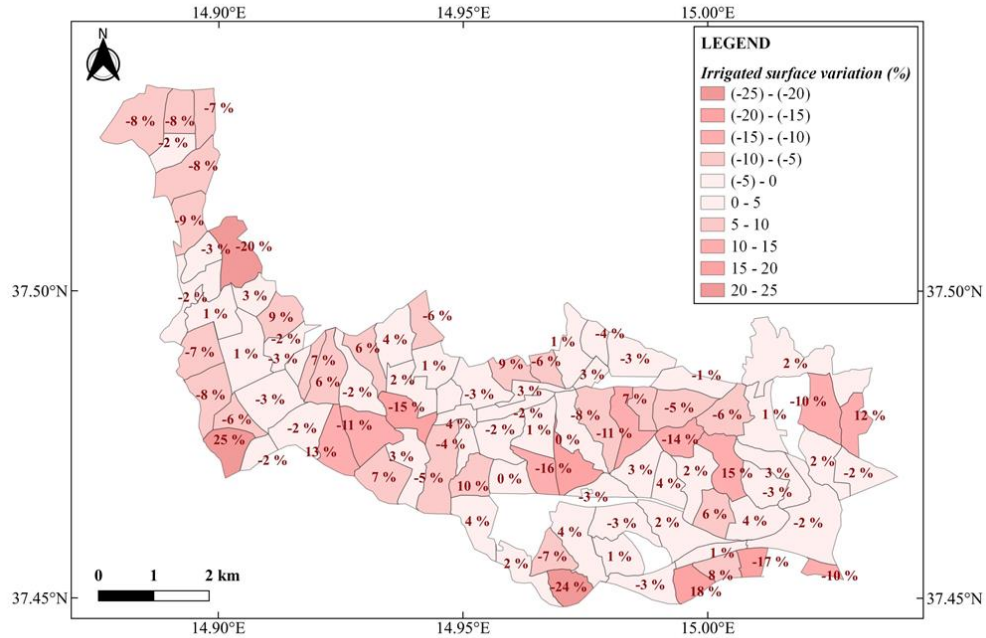 14.90°E 14.95°E 15.00°E
N
LEGEND
Irrigated surface variation (%)
(-25) - (-20)
(-20) - (-15)
(-15) - (-10)
(-10) - (-5)
(-5) - 0
0 - 5
5 - 10
10 - 15
15 - 20
20 - 25
-7 %
-8 % -8 %
-2 %
-8 %
-9 %
-3 % -20 %
37.50°N 37.50°N
-2 % 3 %
1 % 9 % -6 %
-2 % 4 % 1 % -4 %
-7 % 1 % -3 % 7 % 6 % 1 % 9 % -6 % -3 % 2 %
3 % -1 %
-8 % -3 % 6 % -2 % 2 % -3 % 3 % 7 % -5 % -10 %
-15 % -2 % -8 % -6 % 1 % 12 %
-6 % -2 % -11 % 4 % -2 % 1 % 0 % -11 % -14 %
25 % -4 %
-2 % 13 % 3 % -16 % 3 % 2 % 15 % 3 % 2 % -2 %
7 % -5 % 10 % 0 % 4 % -3 %
-3 %
4 % 4 % -3 % 2 % 6 % 4 % -2 %
2 % -7 % 1 % 1 % -17 %
-24 % -3 % 18 % 8 % -10 %
0 1 2 km
37.45°N 37.45°N
14.90°E 14.95°E 15.00°E